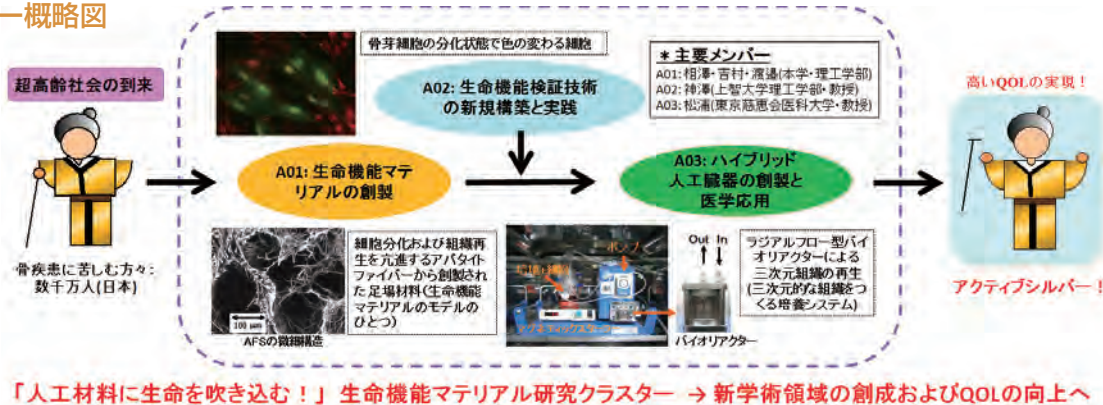 ー概略図
超高齢社会の到来
骨疾患に苦しむ方々:
数千万人(日本)
骨芽細胞の分化状態で色の変わる細胞
A02: 生命機能検証技術
の新規構築と実践
* 主要メンバー
A01: 相澤・吉村・渡邉(本学・理工学部)
A02: 神澤(上智大学理工学部・教授)
A03: 松浦(東京慈恵会医科大学・教授)
A01: 生命機能マテ
リアルの創製
A03: ハイブリッド
人工臓器の創製と
医学応用
100 μm
AFSの微細構造
細胞分化および組織再
生を亢進するアパタイト
ファイバーから創製され
た足場材料(生命機能
マテリアルのモデルの
ひとつ)
ポンプ
マグネティックスターラー
Out In
バイオリアクター
ラジアルフロー型バイ
オリアクターによる
三次元組織の再生
(三次元的な組織をつ
くる培養システム)
高いQOLの実現！
アクティブシルバー！
「人工材料に生命を吹き込む！」生命機能マテリアル研究クラスター → 新学術領域の創成およびQOLの向上へ